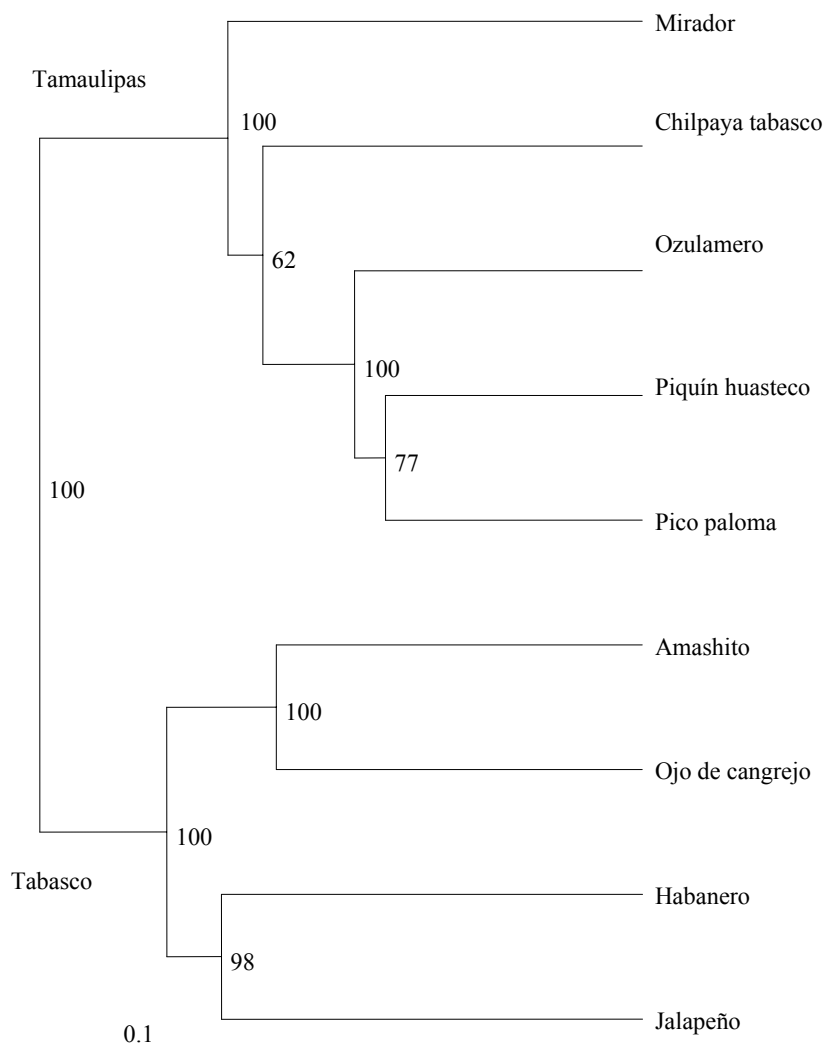 Mirador
Tamaulipas
100
Chilpaya tabasco
Ozulamero
62
100
Piquín huasteco
77
100
Pico paloma
Amashito
100
Ojo de cangrejo
100
Tabasco
Habanero
98
Jalapeño
0.1